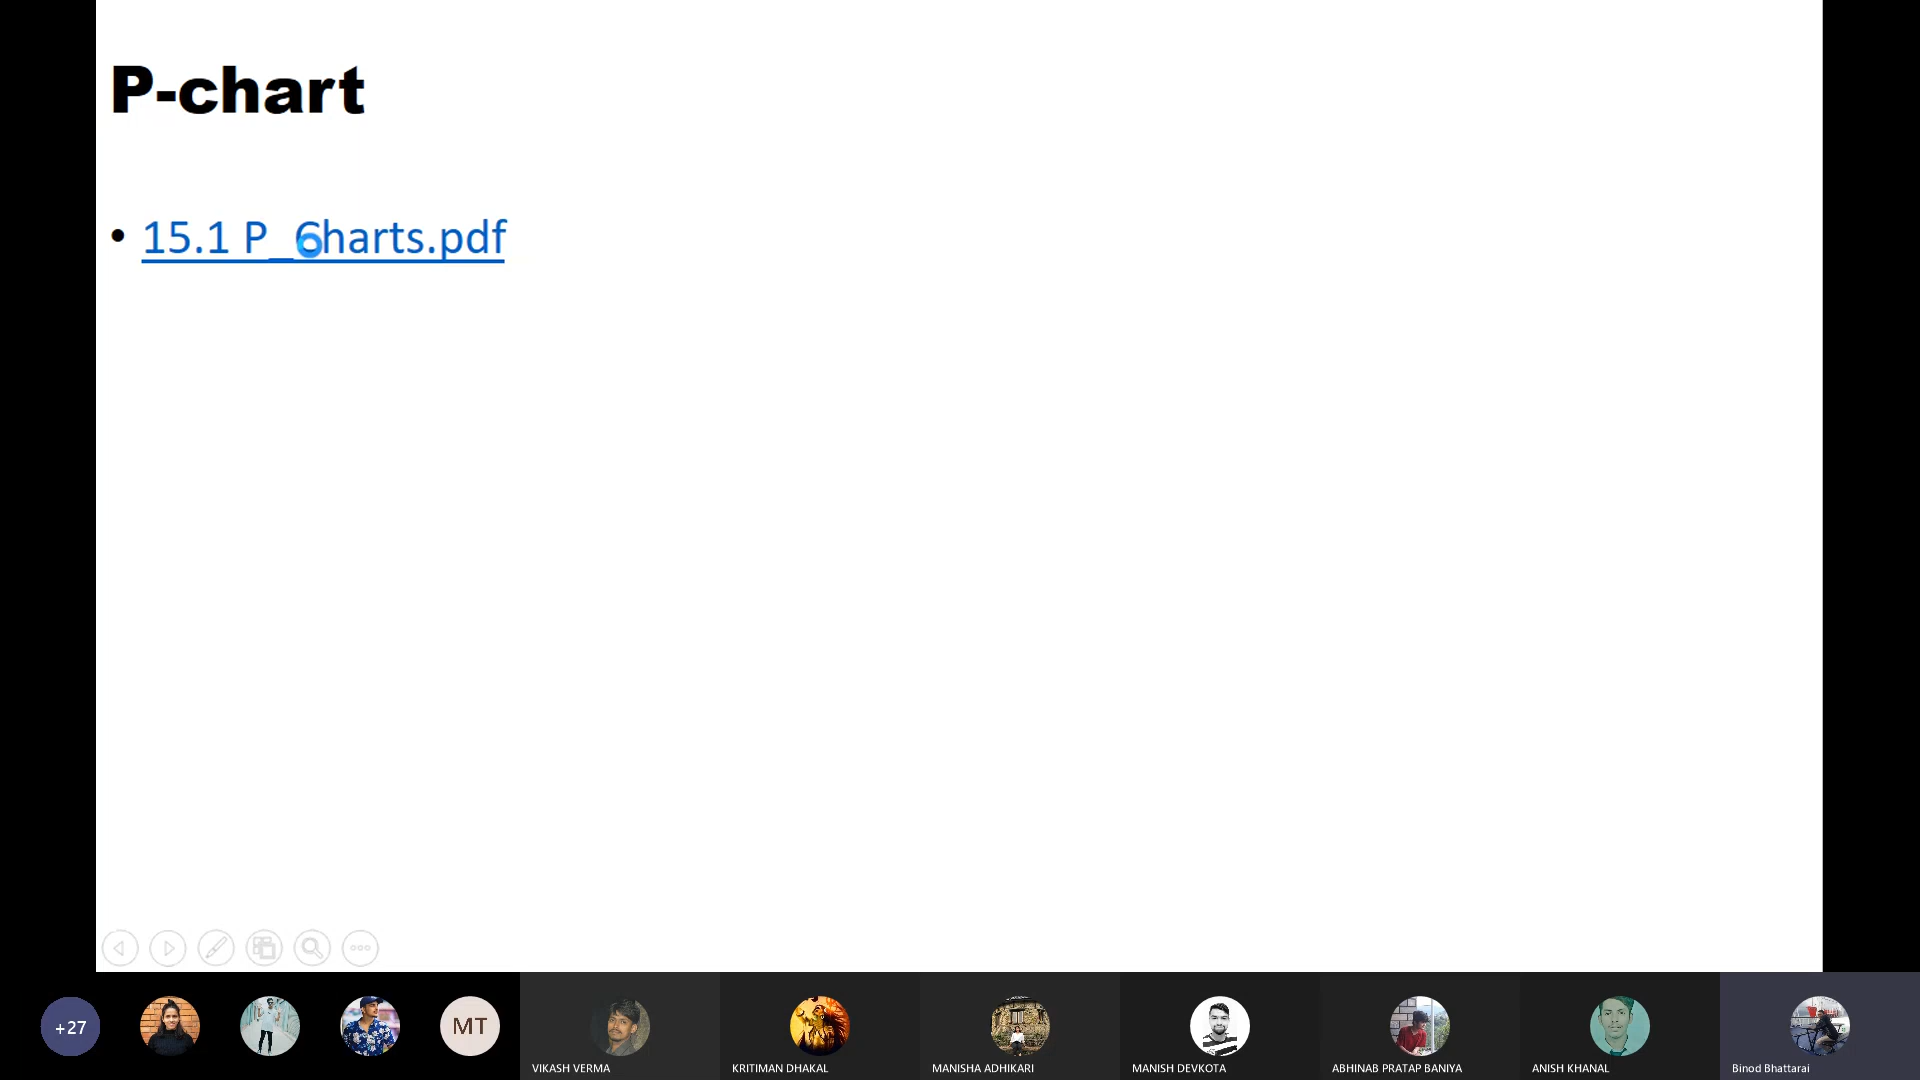 P-chart
• 15.1 P_Charts.pdf
+27
MT
VIKASH VERMA
KRITIMAN DHAKAL
MANISHA ADHIKARI
MANISH DEVKOTA
ABHINAB PRATAP BANIYA
ANISH KHANAL
Binod Bhattarai